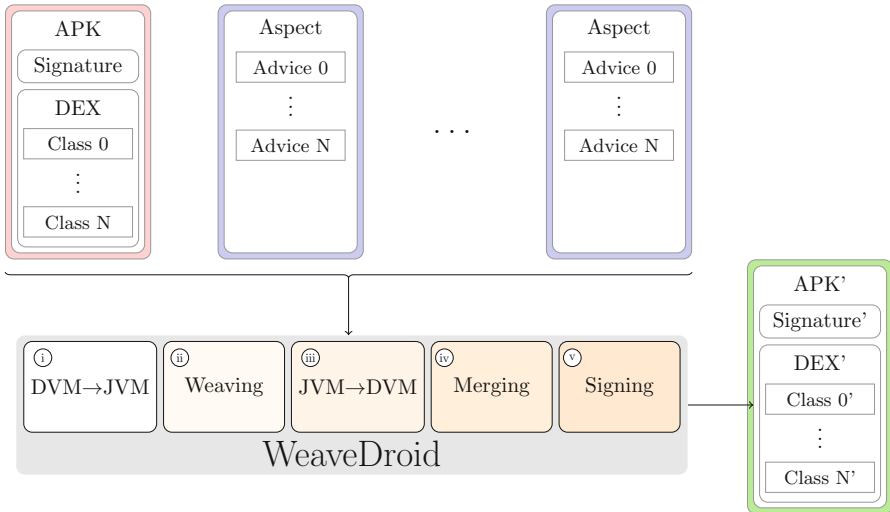 APK
Signature
DEX
Class 0
⋮
Class N
Aspect
Advice 0
⋮
Advice N
. . .
Aspect
Advice 0
⋮
Advice N
i
DVM→JVM
ii
Weaving
iii
JVM→DVM
iv
Merging
v
Signing
WeaveDroid
APK'
Signature'
DEX'
Class 0'
⋮
Class N'